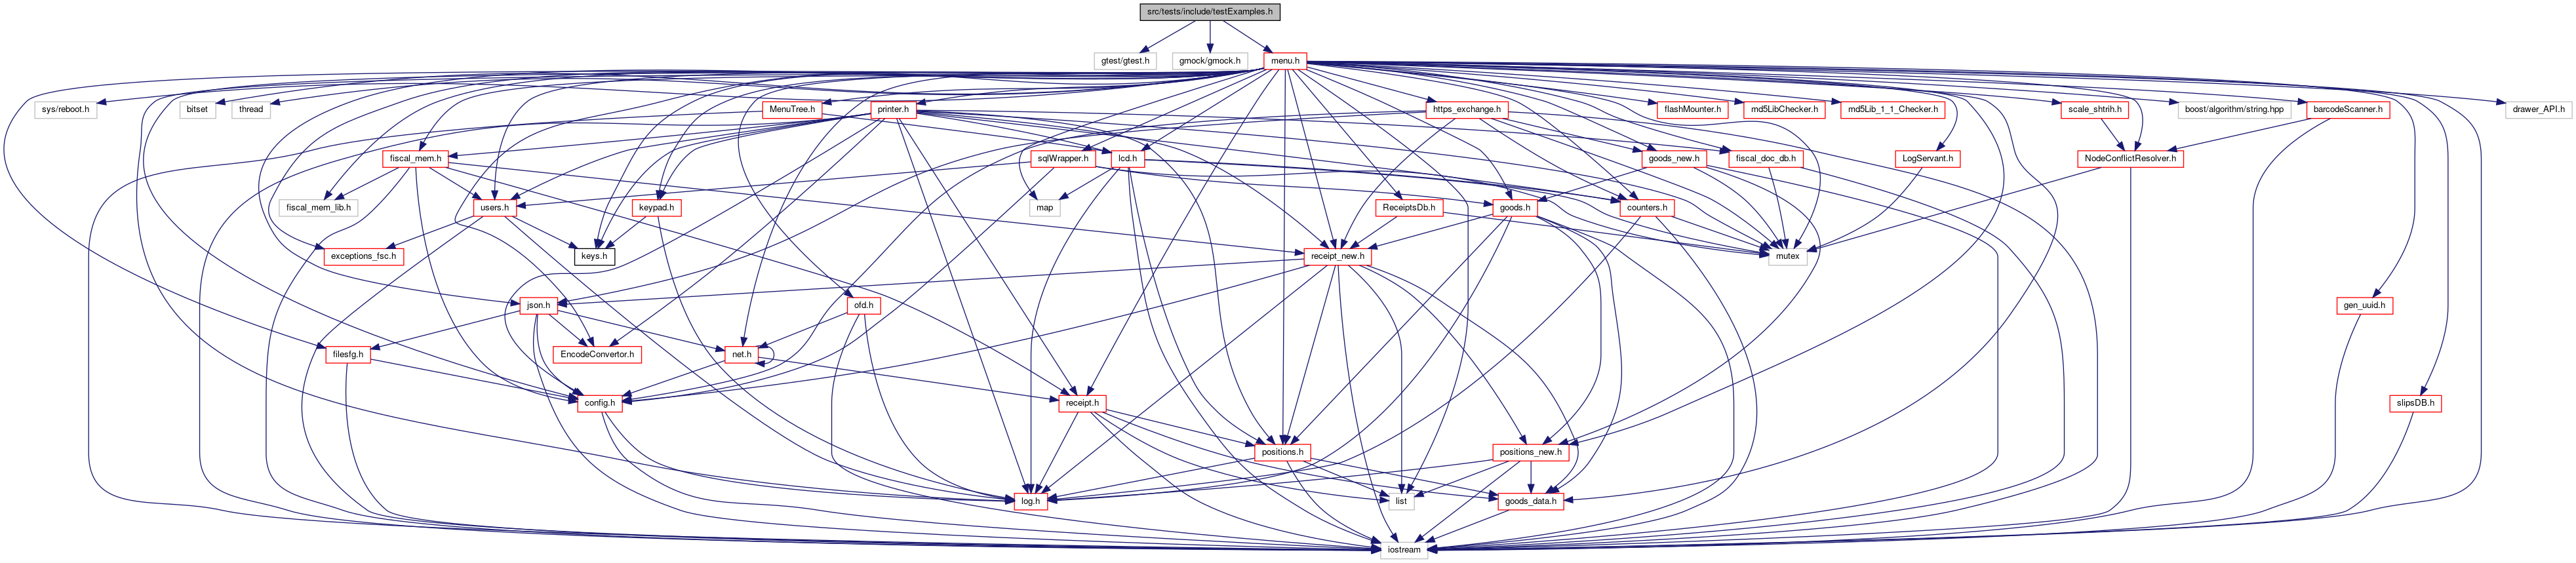 src/tests/include/testExamples.h
gtest/gtest.h
gmock/gmock.h
menu.h
sys/reboot.h
bitset
thread
MenuTree.h
printer.h
https_exchange.h
flashMounter.h
md5LibChecker.h
md5Lib_1_1_Checker.h
scale_shtrih.h
boost/algorithm/string.hpp
barcodeScanner.h
drawer_API.h
fiscal_mem.h
sqlWrapper.h
lcd.h
goods_new.h
fiscal_doc_db.h
LogServant.h
NodeConflictResolver.h
fiscal_mem_lib.h
users.h
keypad.h
map
ReceiptsDb.h
goods.h
counters.h
exceptions_fsc.h
keys.h
receipt_new.h
mutex
json.h
ofd.h
gen_uuid.h
filesfg.h
EncodeConvertor.h
net.h
config.h
receipt.h
slipsDB.h
positions.h
positions_new.h
log.h
list
goods_data.h
iostream